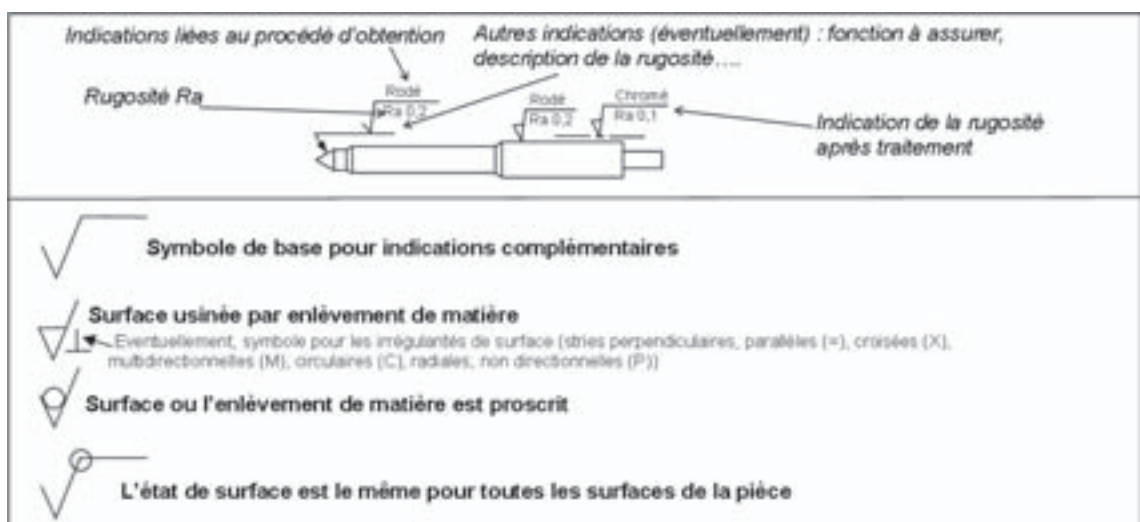 Indications liées au procédé d'obtention
Autres indications (éventuellement) : fonction à assurer,
description de la rugosité....
Rugosité Ra
Rodé
Ra 0,2
Rodé
Ra 0,2
Chromé
Ra 0,1
Indication de la rugosité
après traitement
Symbole de base pour indications complémentaires
Surface usinée par enlèvement de matière
Eventuellement, symbole pour les irrégularités de surface (stries perpendiculaires, parallèles (=), croisées (X),
multidirectionnelles (M), circulaires (C), radiales, non directionnelles (P))
Surface ou l'enlèvement de matière est proscrit
L'état de surface est le même pour toutes les surfaces de la pièce